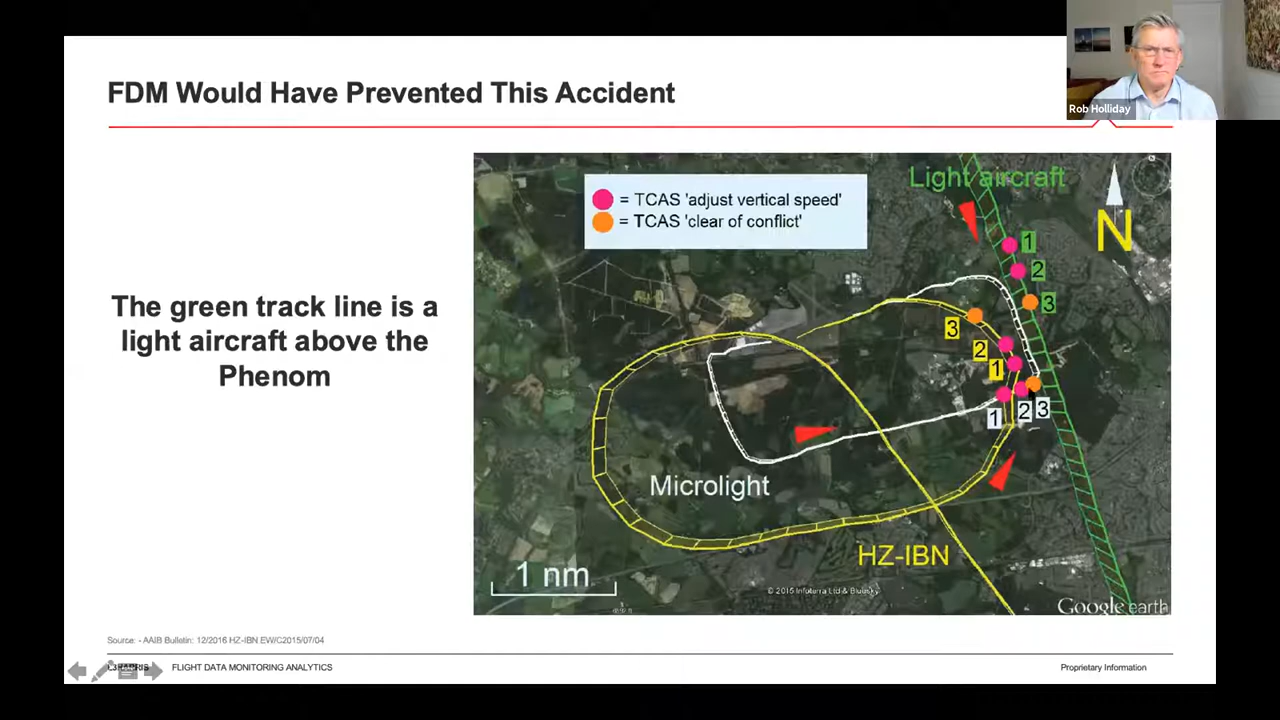 FDM Would Have Prevented This Accident
Rob Holliday
The green track line is a
light aircraft above the
Phenom
= TCAS 'adjust vertical speed'
= TCAS 'clear of conflict'
Light aircraft
N
1
2
3
3
2
1
1
2
3
Microlight
HZ-IBN
1 nm
© 2015 Infoterra Ltd & Bluesky
Google earth
Source: - AAIB Bulletin: 12/2016 HZ-IBN EW/C2015/07/04
L3HARRIS
FLIGHT DATA MONITORING ANALYTICS
Proprietary Information